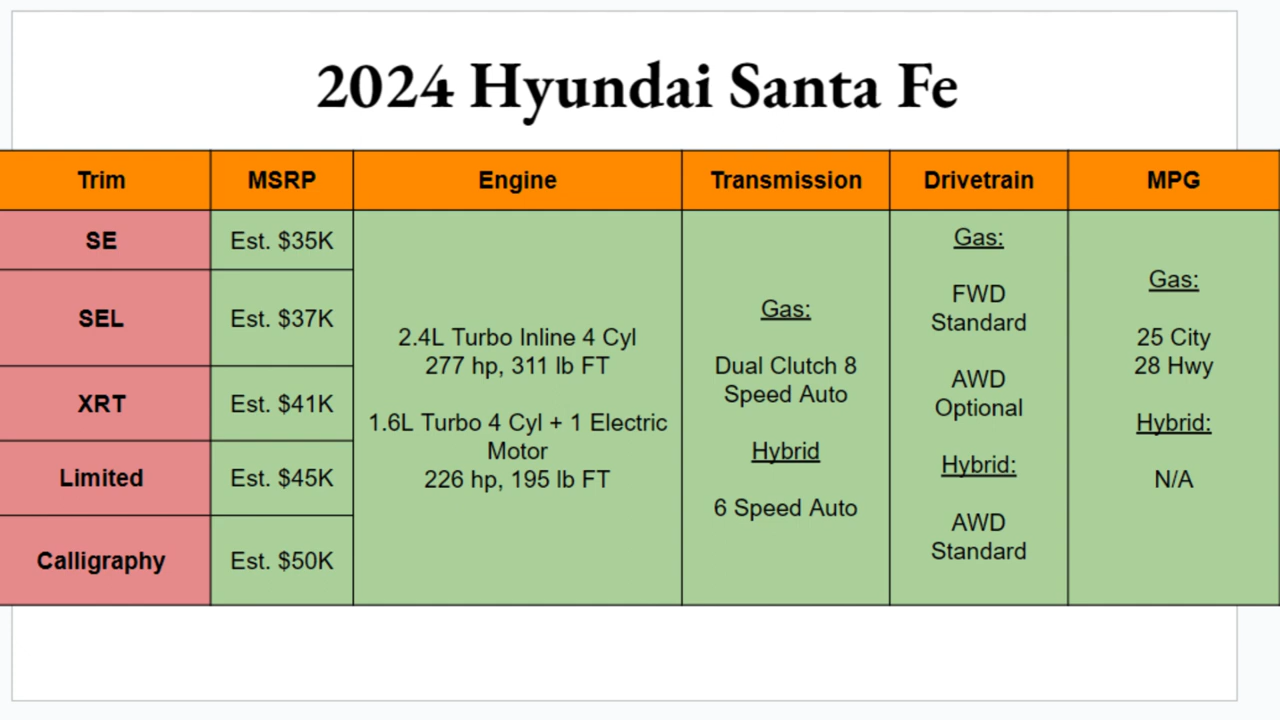 2024 Hyundai Santa Fe
Trim MSRP Engine Transmission Drivetrain MPG
SE Est. $35K
SEL Est. $37K
XRT Est. $41K
Limited Est. $45K
Calligraphy Est. $50K
2.4L Turbo Inline 4 Cyl
277 hp, 311 lb FT
1.6L Turbo 4 Cyl + 1 Electric
Motor
226 hp, 195 lb FT
Gas:
Dual Clutch 8
Speed Auto
Hybrid
6 Speed Auto
Gas:
FWD
Standard
AWD
Optional
Hybrid:
AWD
Standard
Gas:
25 City
28 Hwy
Hybrid:
N/A